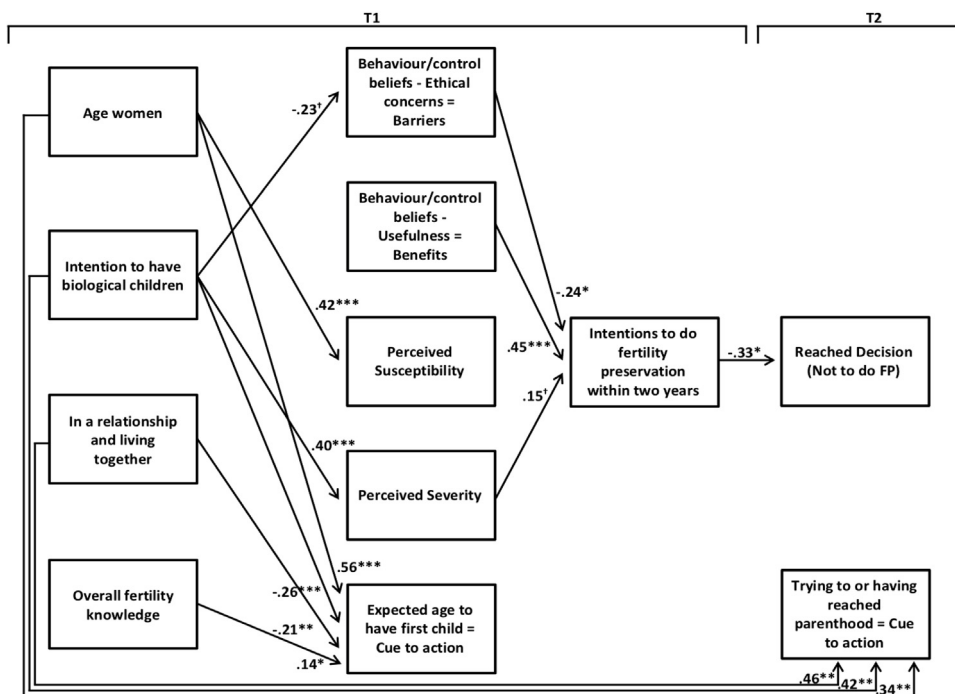 T1
T2
Age women
Intention to have
biological children
In a relationship
and living
together
Overall fertility
knowledge
-.23†
.42***
.40***
.56***
-.26***
-.21**
.14*
Behaviour/control
beliefs - Ethical
concerns =
Barriers
Behaviour/control
beliefs -
Usefulness =
Benefits
Perceived
Susceptibility
Perceived Severity
Expected age to
have first child =
Cue to action
-.24*
.45***
.15†
Intentions to do
fertility
preservation
within two years
-.33*
Reached Decision
(Not to do FP)
Trying to or having
reached
parenthood = Cue
to action
.46**
.42**
.34**